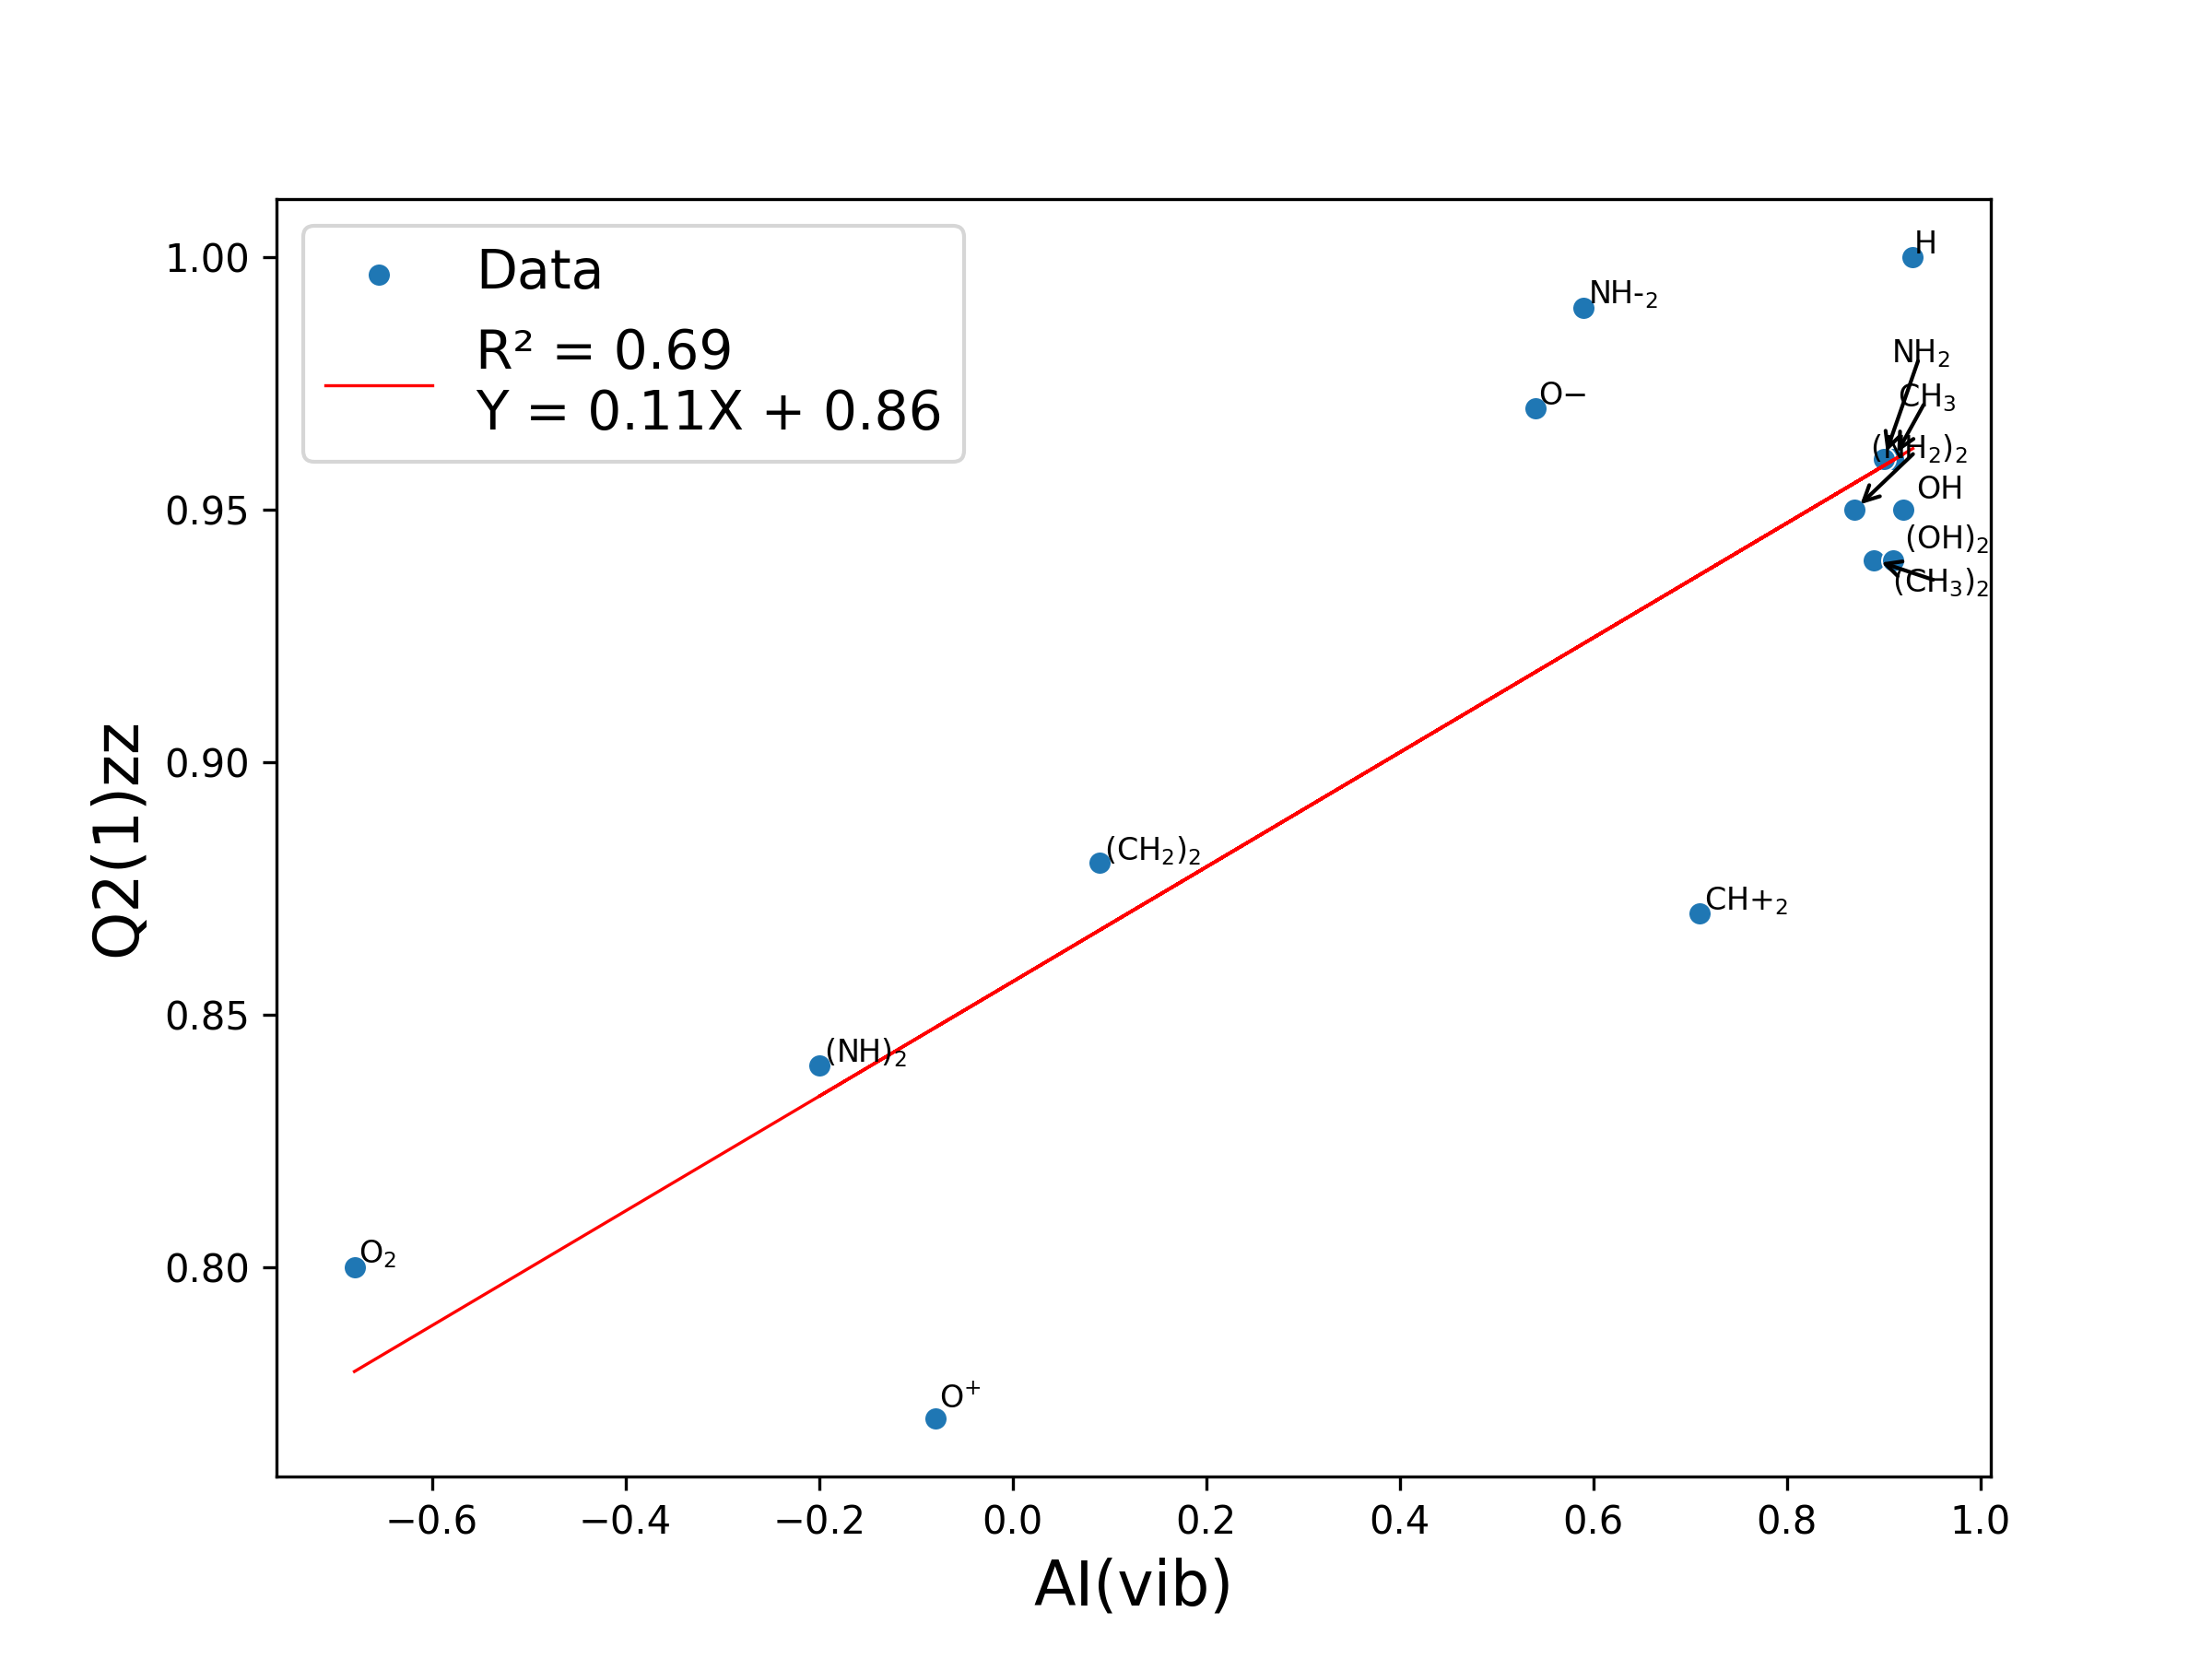 Data
R² = 0.69
Y = 0.11X + 0.86
H
NH-₂
NH₂
CH₃
O−
(NH₂)₂
OH
(OH)₂
(CH₃)₂
(CH₂)₂
CH+₂
(NH)₂
O₂
O⁺
1.00
0.95
0.90
0.85
0.80
Q2(1)zz
−0.6 −0.4 −0.2 0.0 0.2 0.4 0.6 0.8 1.0
AI(vib)